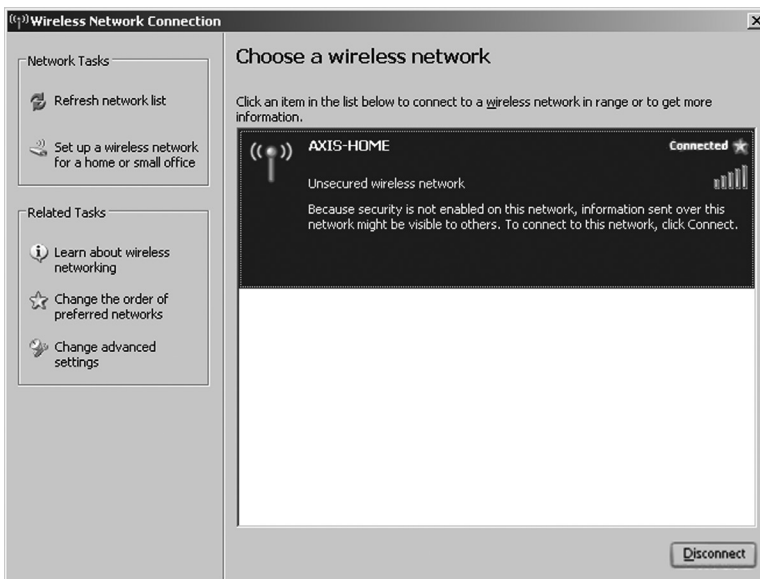 Wireless Network Connection
Network Tasks
Refresh network list
Set up a wireless network
for a home or small office
Related Tasks
Learn about wireless
networking
Change the order of
preferred networks
Change advanced
settings
Choose a wireless network
Click an item in the list below to connect to a wireless network in range or to get more
information.
AXIS-HOME
Connected
Unsecured wireless network
Because security is not enabled on this network, information sent over this
network might be visible to others. To connect to this network, click Connect.
Disconnect